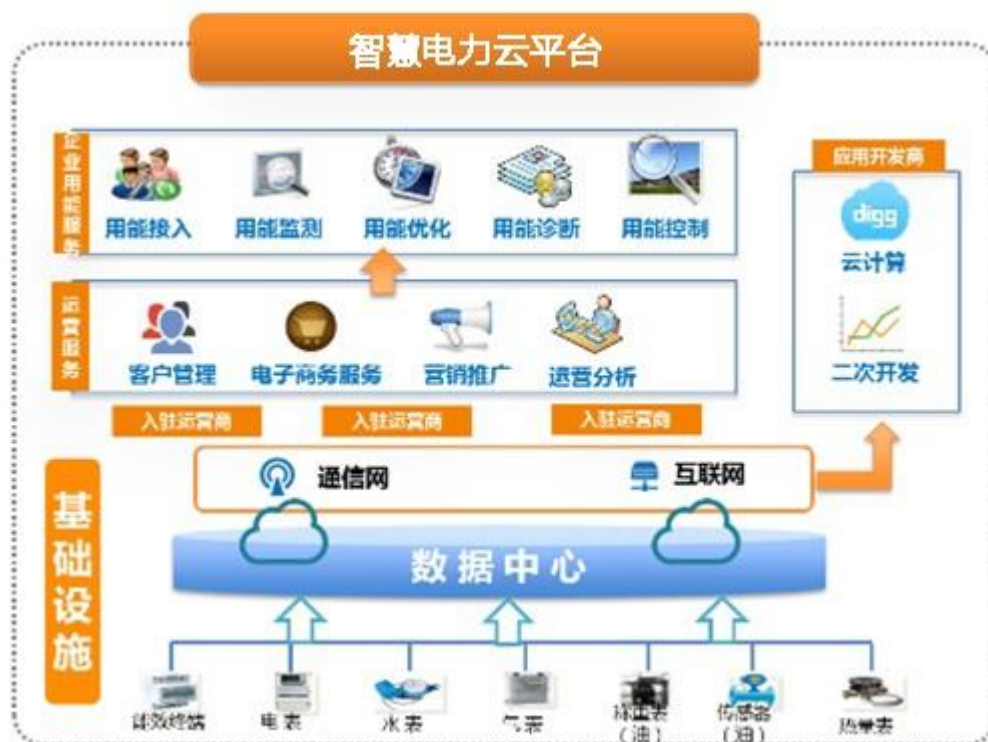 智慧电力云平台
企业用能服务
用能接入
用能监测
用能优化
用能诊断
用能控制
应用开发商
digg
云计算
二次开发
运营服务
客户管理
电子商务服务
营销推广
运营分析
入驻运营商
入驻运营商
入驻运营商
通信网
互联网
基础设施
数据中心
能效终端
电表
水表
气表
（油）
传感器
（油）
热量表